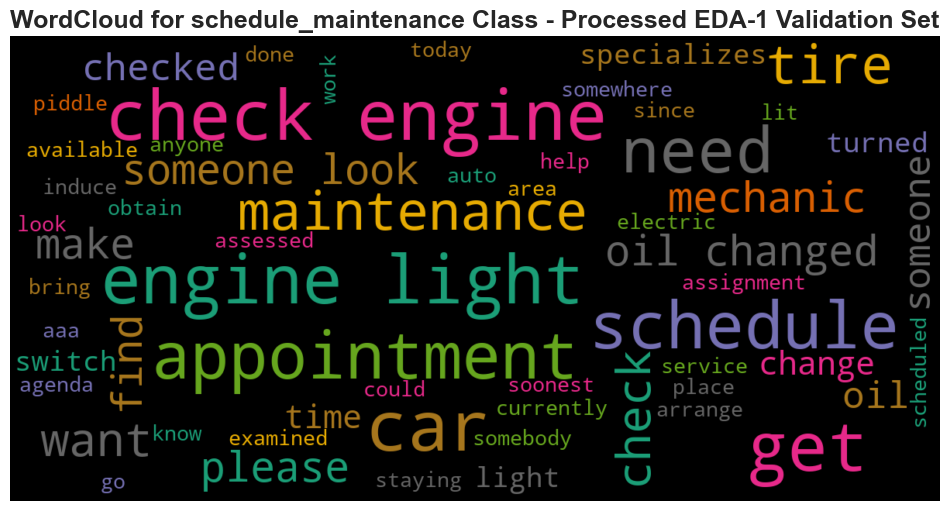 WordCloud for schedule_maintenance Class - Processed EDA-1 Validation Set
done
today
specializes
tire
checked
work
somewhere
piddle
check engine
since
lit
available
anyone
need
turned
someone look
help
induce
auto
area
mechanic
someone
obtain
look
maintenance
electric
make
assessed
oil changed
bring
engine light
assignment
aaa
find
schedule
scheduled
switch
appointment
check
service
change
agenda
could
soonest
place
oil
time
car
currently
arrange
want
know
examined
somebody
get
please
go
staying
light